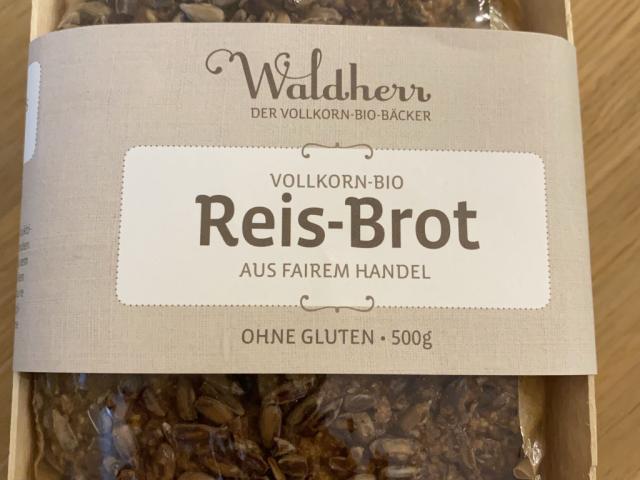 Waldherr
DER VOLLKORN-BIO-BÄCKER
VOLLKORN-BIO
Reis-Brot
AUS FAIREM HANDEL
OHNE GLUTEN • 500g